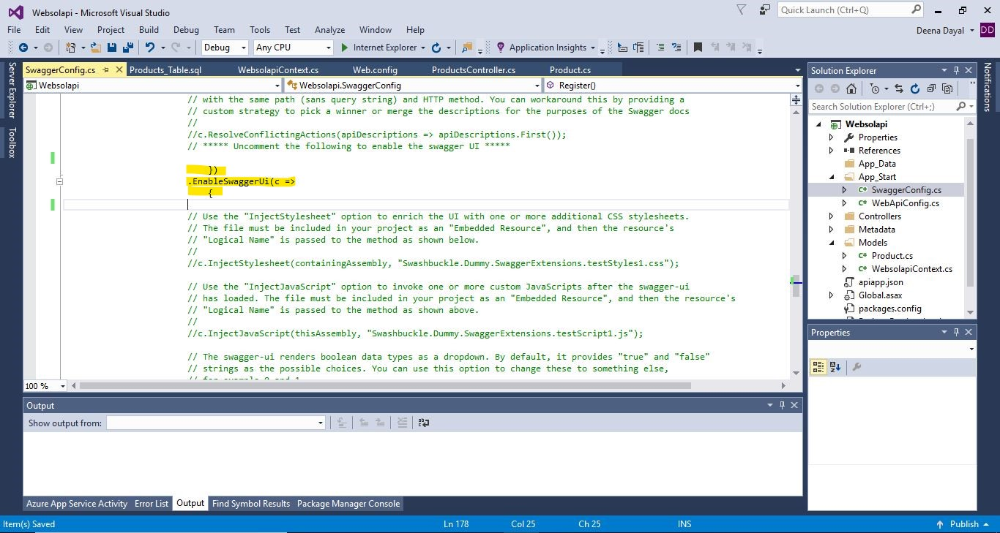 Websolapi - Microsoft Visual Studio
Quick Launch (Ctrl+Q)
File Edit View Project Build Debug Team Tools Test Analyze Window Help
Deena Dayal DD
Debug Any CPU Internet Explorer Application Insights
Server Explorer
Toolbox
SwaggerConfig.cs Products_Table.sql WebsolapiContext.cs Web.config ProductsController.cs Product.cs
Websolapi Websolapi.SwaggerConfig Register()
// with the same path (sans query string) and HTTP method. You can workaround this by providing a
// custom strategy to pick a winner or merge the descriptions for the purposes of the Swagger docs
//
//c.ResolveConflictingActions(apiDescriptions => apiDescriptions.First());
// ***** Uncomment the following to enable the swagger UI *****
})
.EnableSwaggerUi(c =>
{
// Use the "InjectStylesheet" option to enrich the UI with one or more additional CSS stylesheets.
// The file must be included in your project as an "Embedded Resource", and then the resource's
// "Logical Name" is passed to the method as shown below.
//
//c.InjectStylesheet(containingAssembly, "Swashbuckle.Dummy.SwaggerExtensions.testStyles1.css");
// Use the "InjectJavaScript" option to invoke one or more custom JavaScripts after the swagger-ui
// has loaded. The file must be included in your project as an "Embedded Resource", and then the resource's
// "Logical Name" is passed to the method as shown above.
//
//c.InjectJavaScript(thisAssembly, "Swashbuckle.Dummy.SwaggerExtensions.testScript1.js");
// The swagger-ui renders boolean data types as a dropdown. By default, it provides "true" and "false"
// strings as the possible choices. You can use this option to change these to something else,
// for example 0 and 1
100 %
Output
Show output from:
Azure App Service Activity Error List Output Find Symbol Results Package Manager Console
Solution Explorer
Search Solution Explorer (Ctrl+;)
Websolapi
Properties
References
App_Data
App_Start
C# SwaggerConfig.cs
C# WebApiConfig.cs
Controllers
Metadata
Models
C# Product.cs
C# WebsolapiContext.cs
apiapp.json
Global.asax
packages.config
Properties
Notifications
Item(s) Saved Ln 178 Col 25 Ch 25 INS Publish